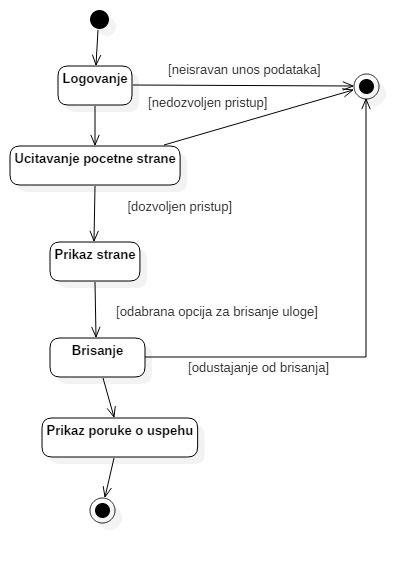 [neisravan unos podataka]
Logovanje
[nedozvoljen pristup]
Ucitavanje pocetne strane
[dozvoljen pristup]
Prikaz strane
[odabrana opcija za brisanje uloge]
Brisanje
[odustajanje od brisanja]
Prikaz poruke o uspehu